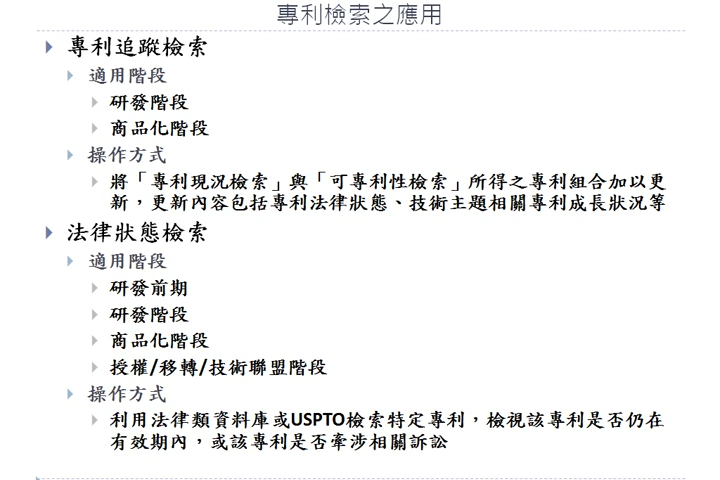 專利檢索之應用
專利追蹤檢索
適用階段
研發階段
商品化階段
操作方式
將「專利現況檢索」與「可專利性檢索」所得之專利組合加以更
新，更新內容包括專利法律狀態、技術主題相關專利成長狀況等
法律狀態檢索
適用階段
研發前期
研發階段
商品化階段
授權/移轉/技術聯盟階段
操作方式
利用法律類資料庫或USPTO檢索特定專利，檢視該專利是否仍在
有效期內，或該專利是否牽涉相關訴訟